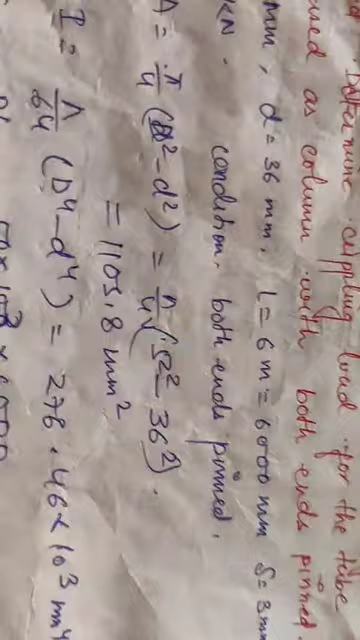 Determine crippling load for the tube
used as column with both ends pinned
mm, d = 36 mm, l = 6 m = 6000 mm δ = 3m
KN. condition, both ends pinned.
A = π/4 (D² - d²) = π/4 (52² - 36²).
= 1105.8 mm²
I = π/64 (D⁴ - d⁴) = 276.46 × 10³ mm⁴